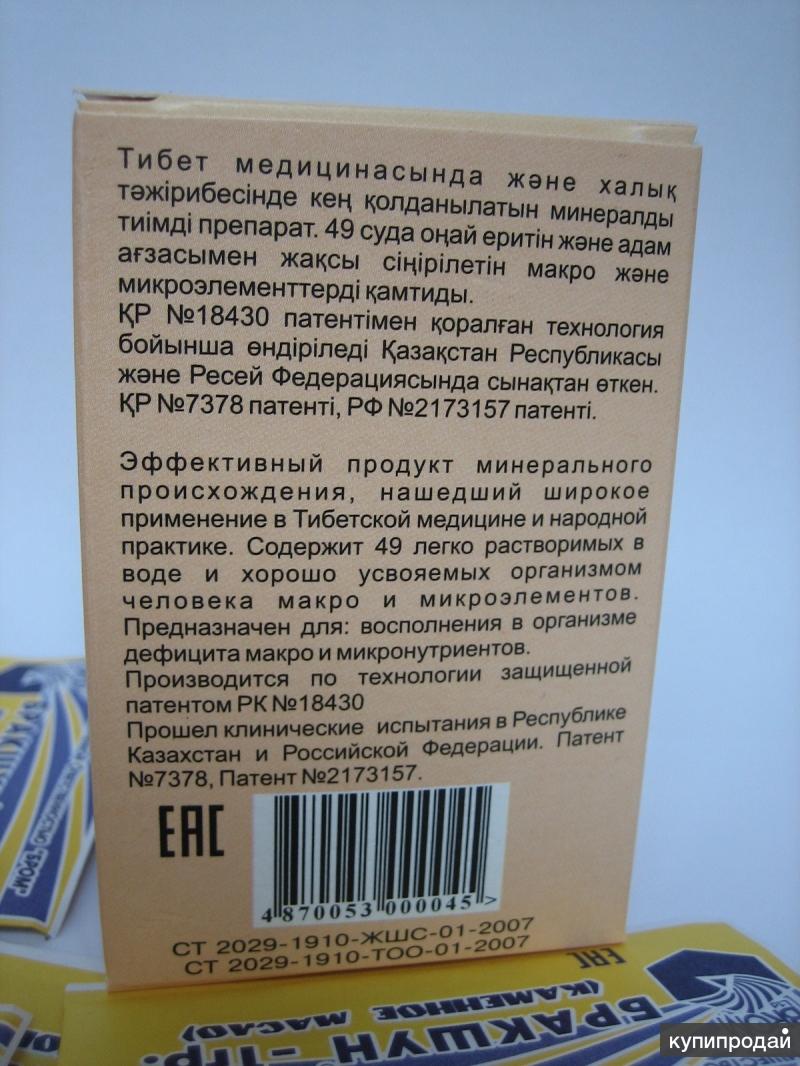 Тибет медицинасында және халық
тәжірибесінде кең қолданылатын минералды
тиімді препарат. 49 суда оңай еритін және адам
ағзасымен жақсы сіңірілетін макро және
микроэлементтерді қамтиды.
ҚР №18430 патентімен қоралған технология
бойынша өндіріледі Қазақстан Республикасы
және Ресей Федерациясында сынақтан өткен.
ҚР №7378 патенті, РФ №2173157 патенті.
Эффективный продукт минерального
происхождения, нашедший широкое
применение в Тибетской медицине и народной
практике. Содержит 49 легко растворимых в
воде и хорошо усвояемых организмом
человека макро и микроэлементов.
Предназначен для: восполнения в организме
дефицита макро и микронутриентов.
Производится по технологии защищенной
патентом РК №18430
Прошел клинические испытания в Республике
Казахстан и Российской Федерации. Патент
№7378, Патент №2173157.
ЕАС
4 870053 000045 >
СТ 2029-1910-ЖШС-01-2007
СТ 2029-1910-ТОО-01-2007
ЕАС
БРАКШУН - 1гр.
(КАМЕННОЕ МАСЛО)
купипродай